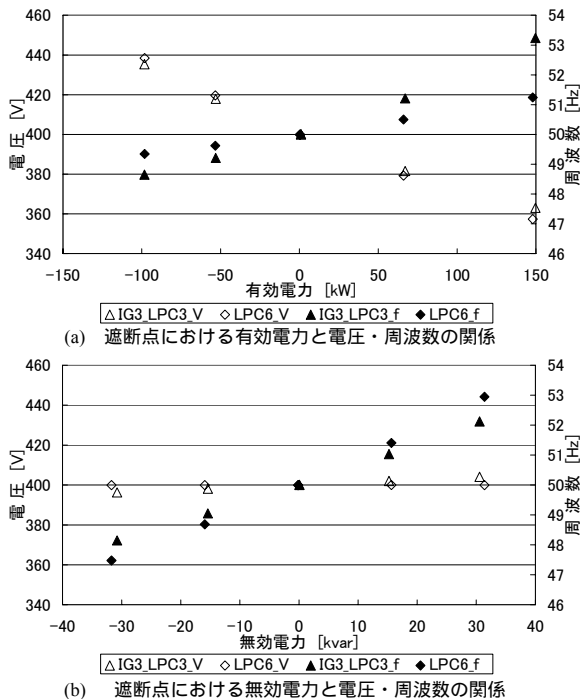 460
440
420
400
380
360
340
電圧 [V]
54
53
52
51
50
49
48
47
46
周波数 [Hz]
-150 -100 -50 0 50 100 150
有効電力 [kW]
△IG3_LPC3_V ◇LPC6_V ▲IG3_LPC3_f ◆LPC6_f
(a) 遮断点における有効電力と電圧・周波数の関係
460
440
420
400
380
360
340
電圧 [V]
54
53
52
51
50
49
48
47
46
周波数 [Hz]
-40 -30 -20 -10 0 10 20 30 40
無効電力 [kvar]
△IG3_LPC3_V ◇LPC6_V ▲IG3_LPC3_f ◆LPC6_f
(b) 遮断点における無効電力と電圧・周波数の関係